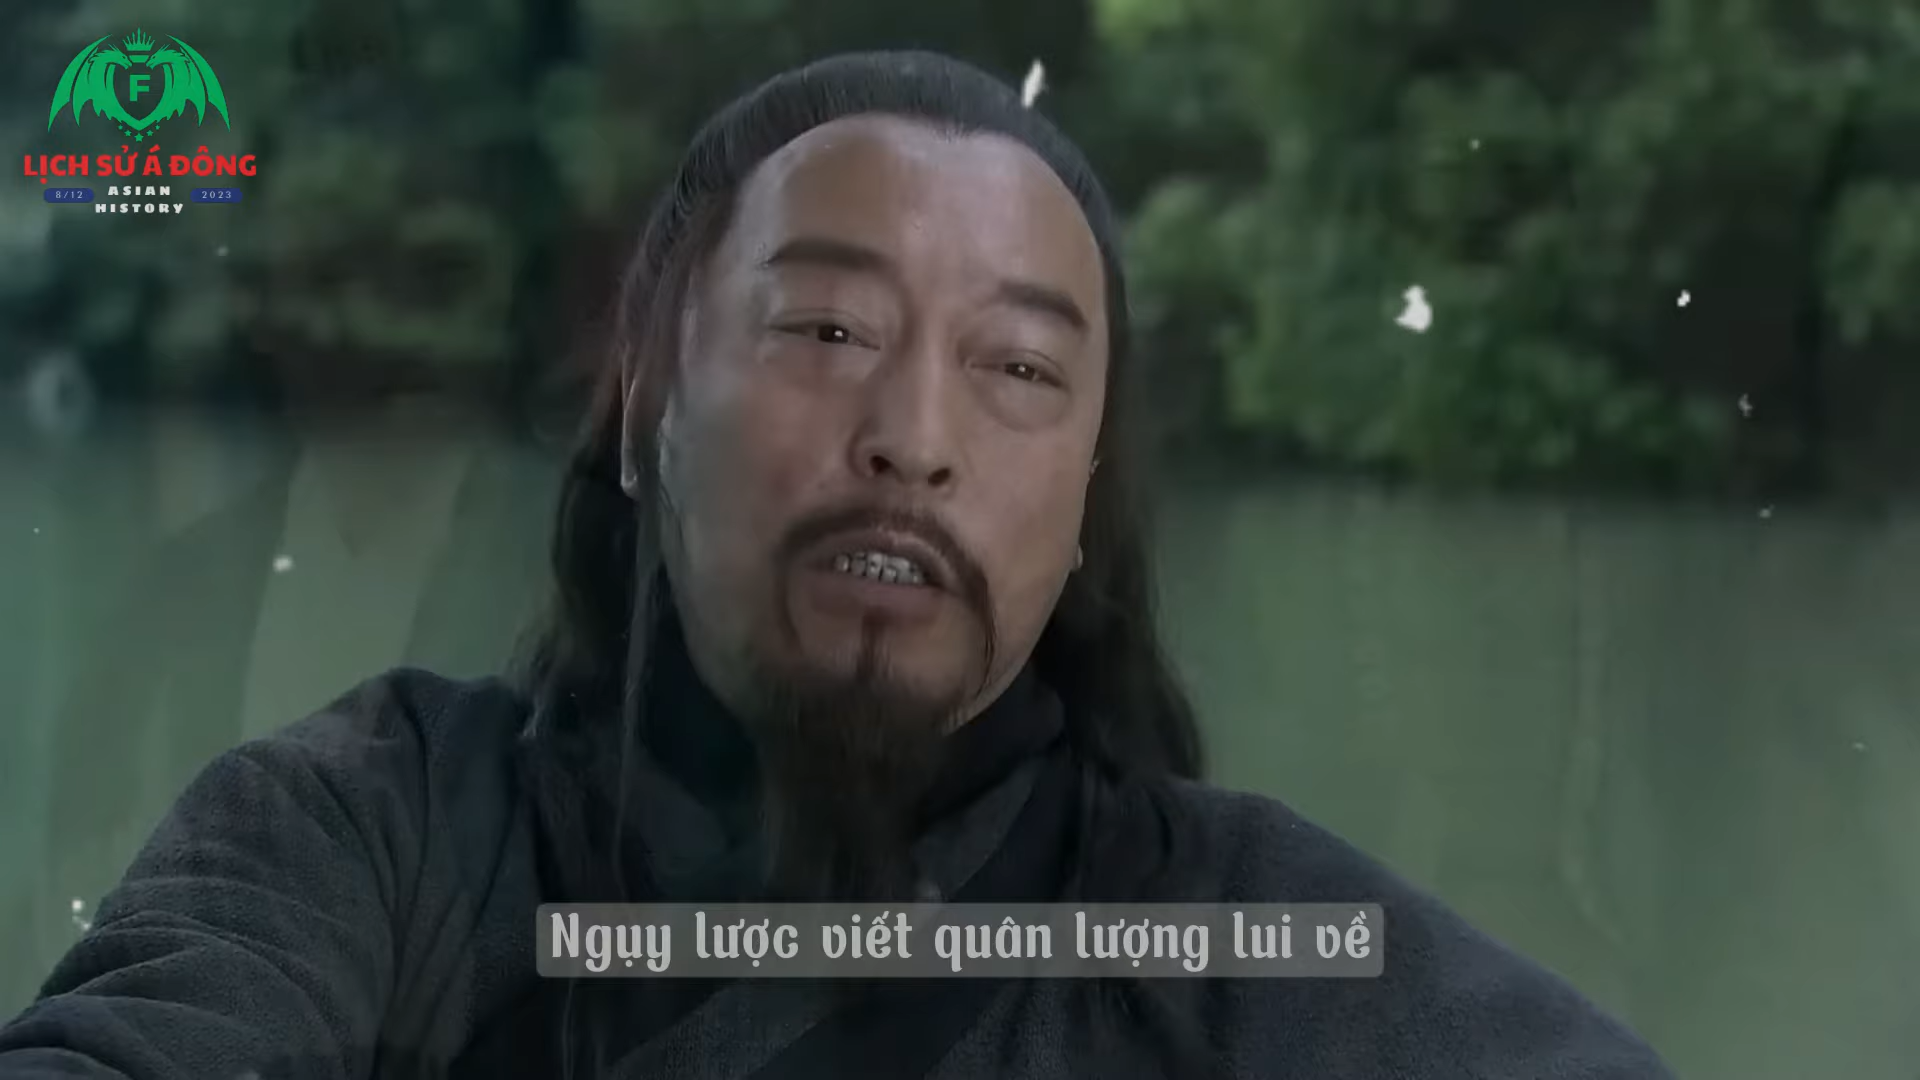 F
LỊCH SỬ Á ĐÔNG
8/12 ASIAN 2023
HISTORY
Ngụy lược viết quân lượng lui về